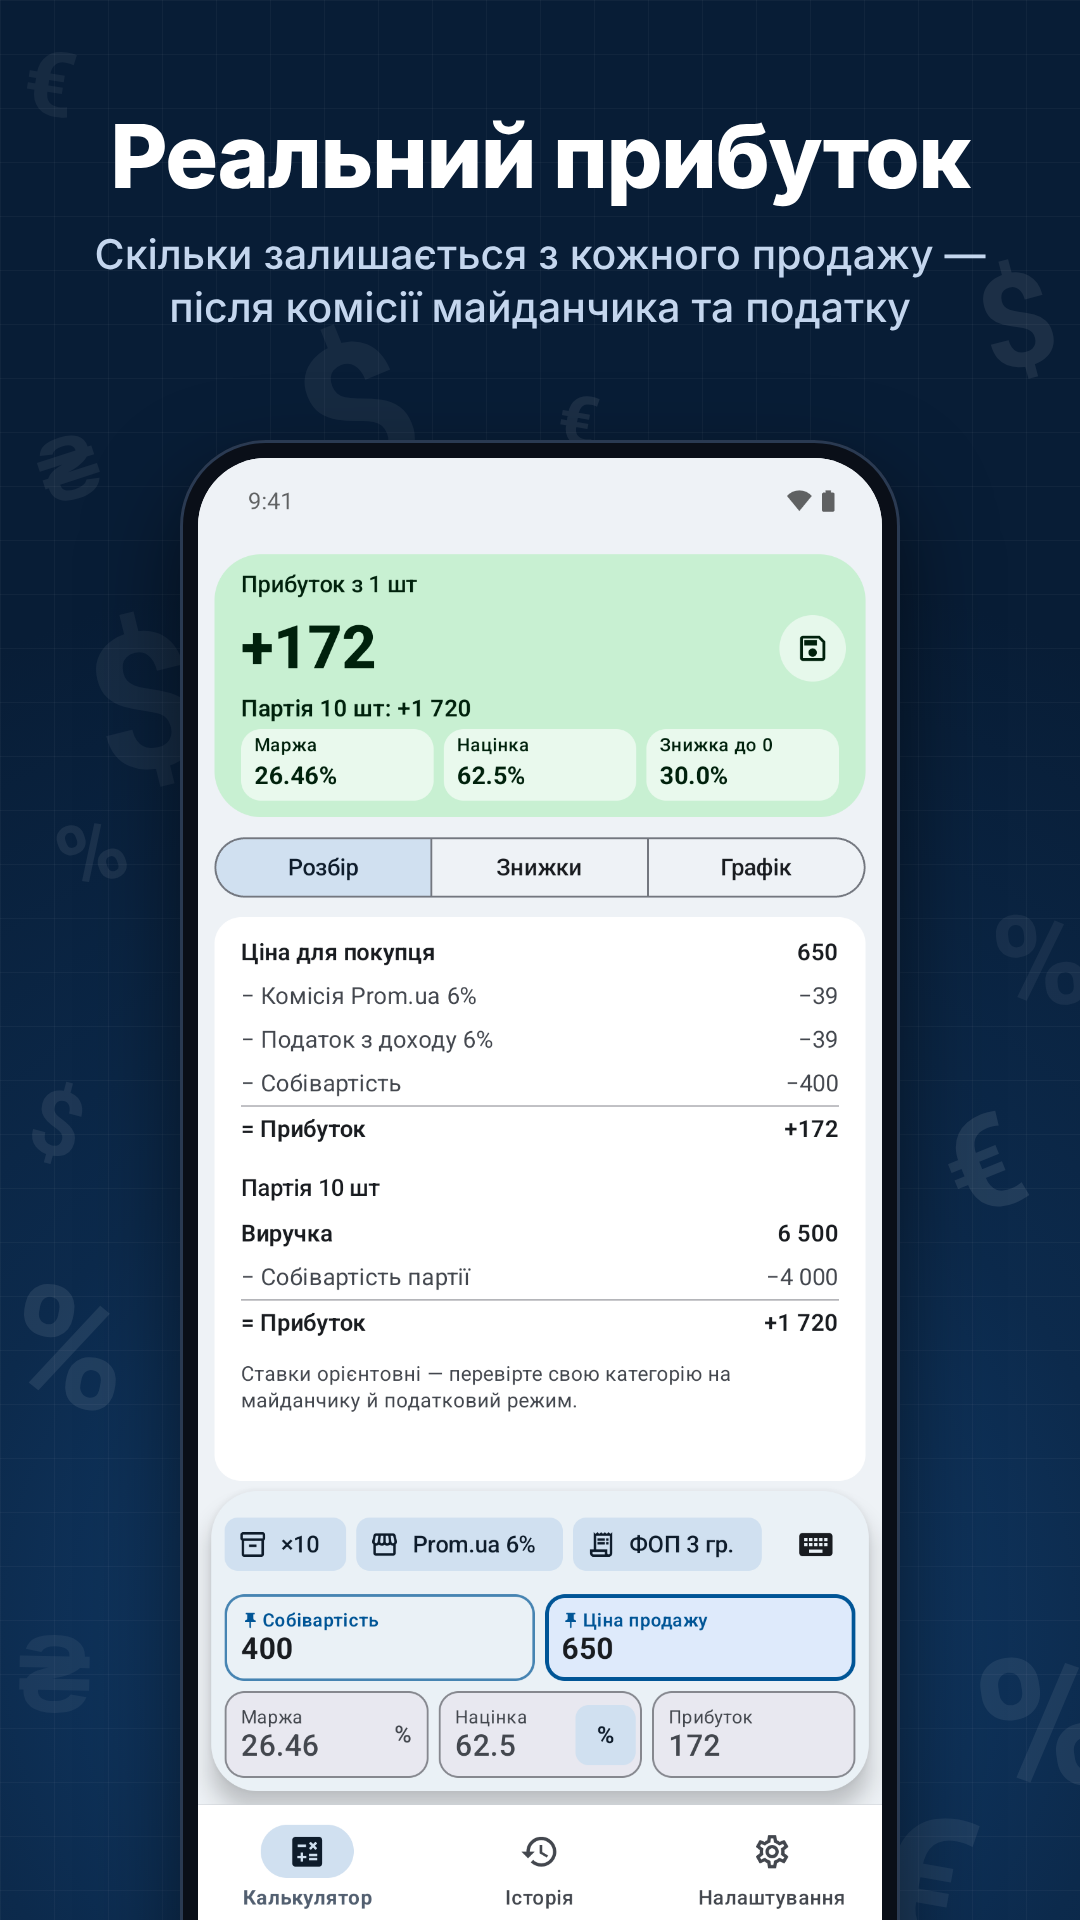 Реальний прибуток
Скільки залишається з кожного продажу —
після комісії майданчика та податку
9:41
Прибуток з 1 шт
+172
Партія 10 шт: +1 720
Маржа
26.46%
Націнка
62.5%
Знижка до 0
30.0%
Розбір
Знижки
Графік
Ціна для покупця 650
− Комісія Prom.ua 6% −39
− Податок з доходу 6% −39
− Собівартість −400
= Прибуток +172
Партія 10 шт
Виручка 6 500
− Собівартість партії −4 000
= Прибуток +1 720
Ставки орієнтовні — перевірте свою категорію на
майданчику й податковий режим.
×10
Prom.ua 6%
ФОП 3 гр.
Собівартість
400
Ціна продажу
650
Маржа
26.46 %
Націнка
62.5 %
Прибуток
172
Калькулятор
Історія
Налаштування